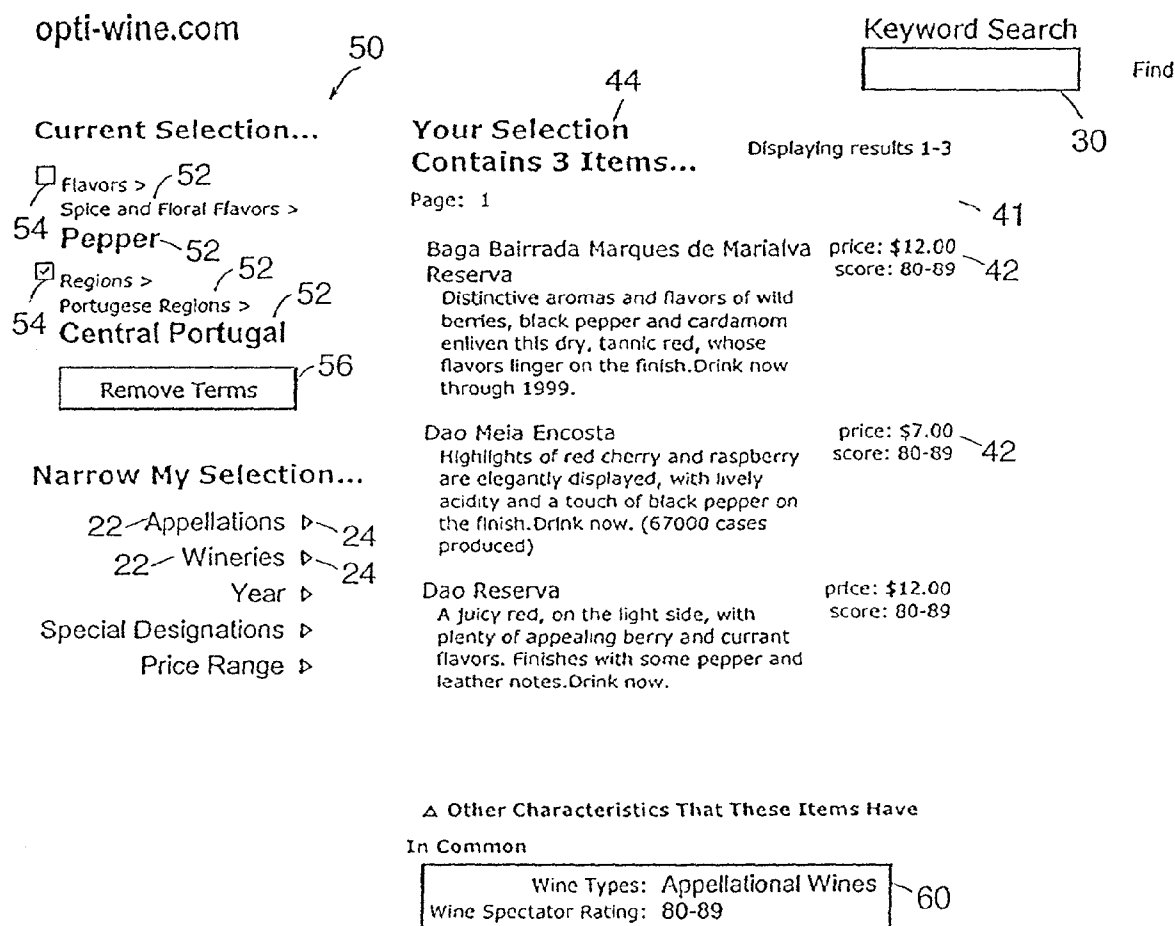 opti-wine.com
50
Keyword Search
Find
30
44
Current Selection...
Flavors > 52
Spice and Floral Flavors >
54 Pepper 52
Regions > 52
Portugese Regions > 52
54 Central Portugal
Remove Terms 56
Narrow My Selection...
22 Appellations ▷ 24
22 Wineries ▷ 24
Year ▷
Special Designations ▷
Price Range ▷
Your Selection
Contains 3 Items...
Displaying results 1-3
Page: 1
41
Baga Bairrada Marques de Marialva
Reserva
price: $12.00
score: 80-89 42
Distinctive aromas and flavors of wild
berries, black pepper and cardamom
enliven this dry, tannic red, whose
flavors linger on the finish.Drink now
through 1999.
Dao Meia Encosta
price: $7.00
score: 80-89 42
Highlights of red cherry and raspberry
are elegantly displayed, with lively
acidity and a touch of black pepper on
the finish.Drink now. (67000 cases
produced)
Dao Reserva
price: $12.00
score: 80-89
A juicy red, on the light side, with
plenty of appealing berry and currant
flavors. Finishes with some pepper and
leather notes.Drink now.
△ Other Characteristics That These Items Have
In Common
Wine Types: Appellational Wines
Wine Spectator Rating: 80-89
60